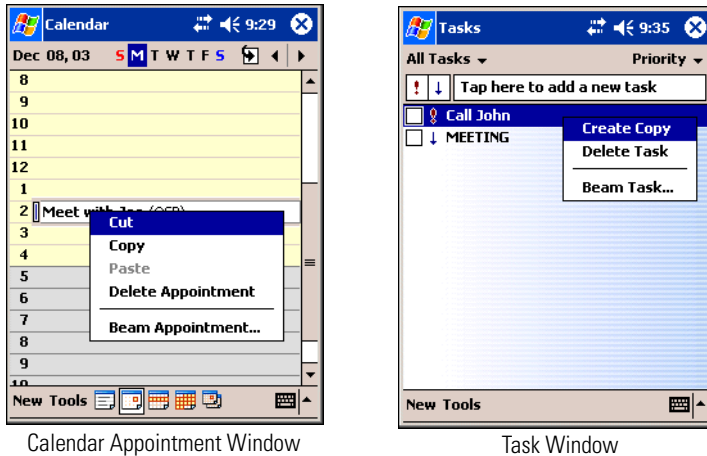 Calendar 9:29
Dec 08, 03 S M T W T F S
8
9
10
11
12
1
2 Meet with
3
4
5
6
7
8
9
10
Cut
Copy
Paste
Delete Appointment
Beam Appointment...
New Tools
Calendar Appointment Window
Tasks 9:35
All Tasks Priority
Tap here to add a new task
Call John
MEETING
Create Copy
Delete Task
Beam Task...
New Tools
Task Window